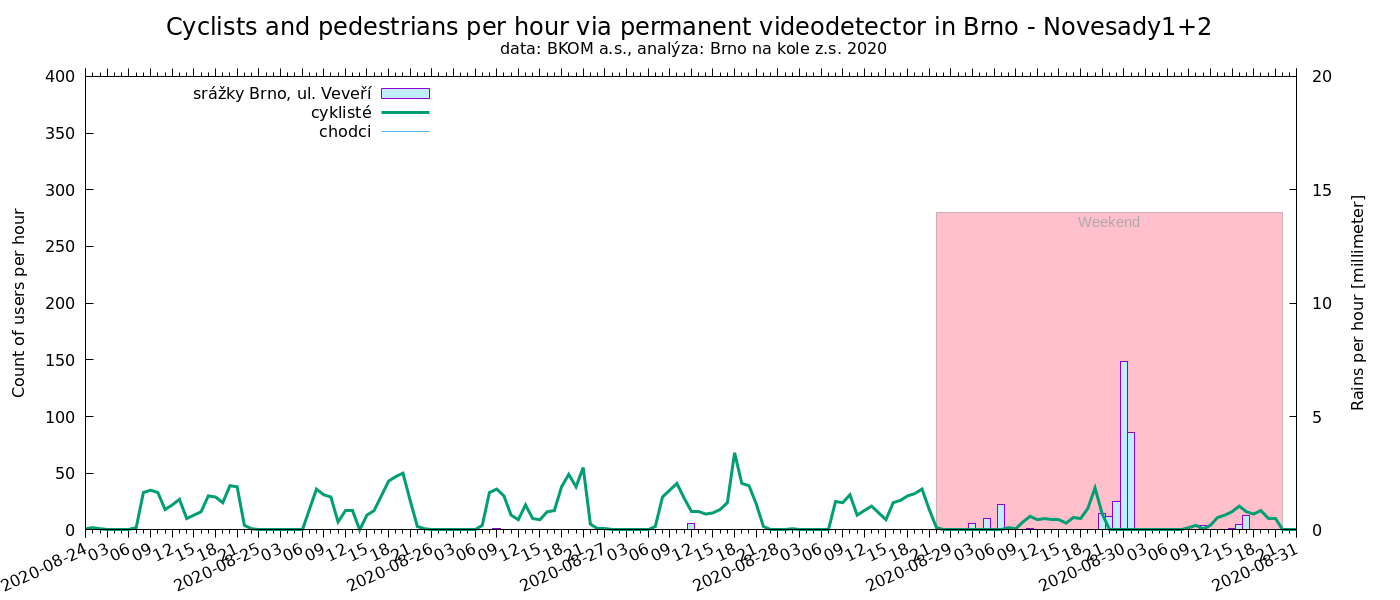 Cyclists and pedestrians per hour via permanent videodetector in Brno - Novesady1+2
data: BKOM a.s., analýza: Brno na kole z.s. 2020
srážky Brno, ul. Veveří
cyklisté
chodci
Weekend
Count of users per hour
400
350
300
250
200
150
100
50
0
Rains per hour [millimeter]
20
15
10
5
0
2020-08-24 03 06 09 12 15 18 21 2020-08-25 03 06 09 12 15 18 21 2020-08-26 03 06 09 12 15 18 21 2020-08-27 03 06 09 12 15 18 21 2020-08-28 03 06 09 12 15 18 21 2020-08-29 03 06 09 12 15 18 21 2020-08-30 03 06 09 12 15 18 21 2020-08-31